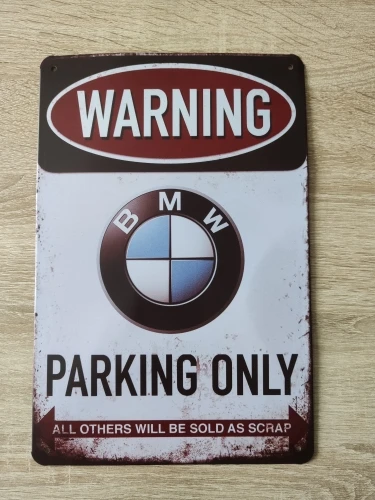 WARNING
BMW
PARKING ONLY
ALL OTHERS WILL BE SOLD AS SCRAP